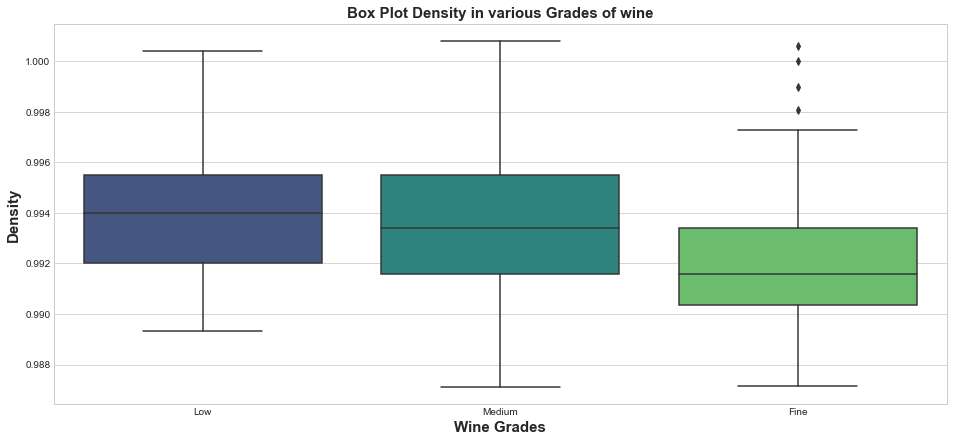 Box Plot Density in various Grades of wine
1.000
0.998
0.996
0.994
0.992
0.990
0.988
Density
Low Medium Fine
Wine Grades